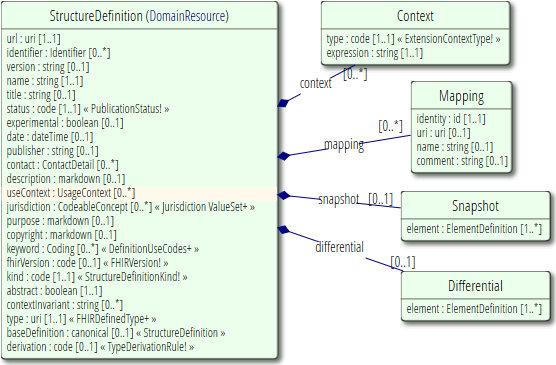 StructureDefinition (DomainResource)
url : uri [1..1]
identifier : Identifier [0..*]
version : string [0..1]
name : string [1..1]
title : string [0..1]
status : code [1..1] « PublicationStatus! »
experimental : boolean [0..1]
date : dateTime [0..1]
publisher : string [0..1]
contact : ContactDetail [0..*]
description : markdown [0..1]
useContext : UsageContext [0..*]
jurisdiction : CodeableConcept [0..*] « Jurisdiction ValueSet+ »
purpose : markdown [0..1]
copyright : markdown [0..1]
keyword : Coding [0..*] « DefinitionUseCodes+ »
fhirVersion : code [0..1] « FHIRVersion! »
kind : code [1..1] « StructureDefinitionKind! »
abstract : boolean [1..1]
contextInvariant : string [0..*]
type : uri [1..1] « FHIRDefinedType+ »
baseDefinition : canonical [0..1] « StructureDefinition »
derivation : code [0..1] « TypeDerivationRule! »
Context
type : code [1..1] « ExtensionContextType! »
expression : string [1..1]
[0..*]
context
Mapping
identity : id [1..1]
uri : uri [0..1]
name : string [0..1]
comment : string [0..1]
[0..*]
mapping
Snapshot
element : ElementDefinition [1..*]
snapshot
[0..1]
differential
[0..1]
Differential
element : ElementDefinition [1..*]